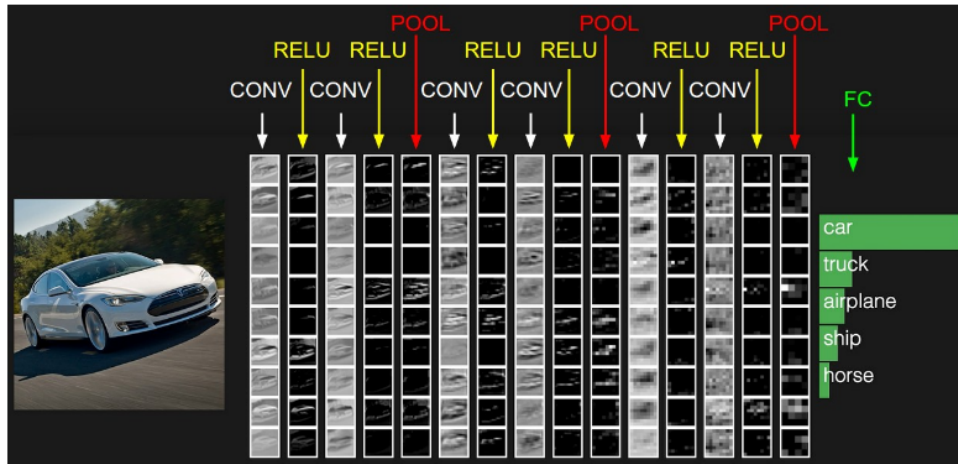 POOL POOL POOL
RELU RELU RELU RELU RELU RELU
CONV CONV CONV CONV CONV CONV
FC
car
truck
airplane
ship
horse